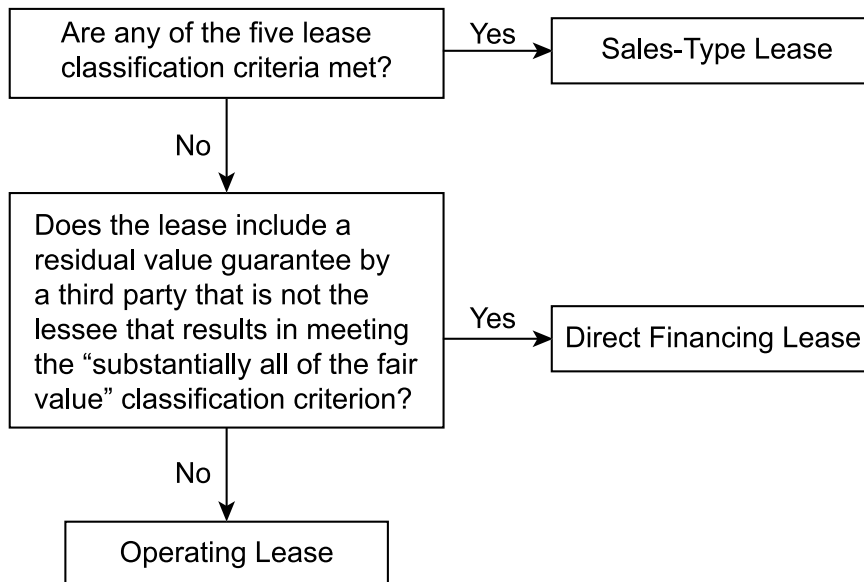 Are any of the five lease
classification criteria met?
Yes
Sales-Type Lease
No
Does the lease include a
residual value guarantee by
a third party that is not the
lessee that results in meeting
the “substantially all of the fair
value” classification criterion?
Yes
Direct Financing Lease
No
Operating Lease